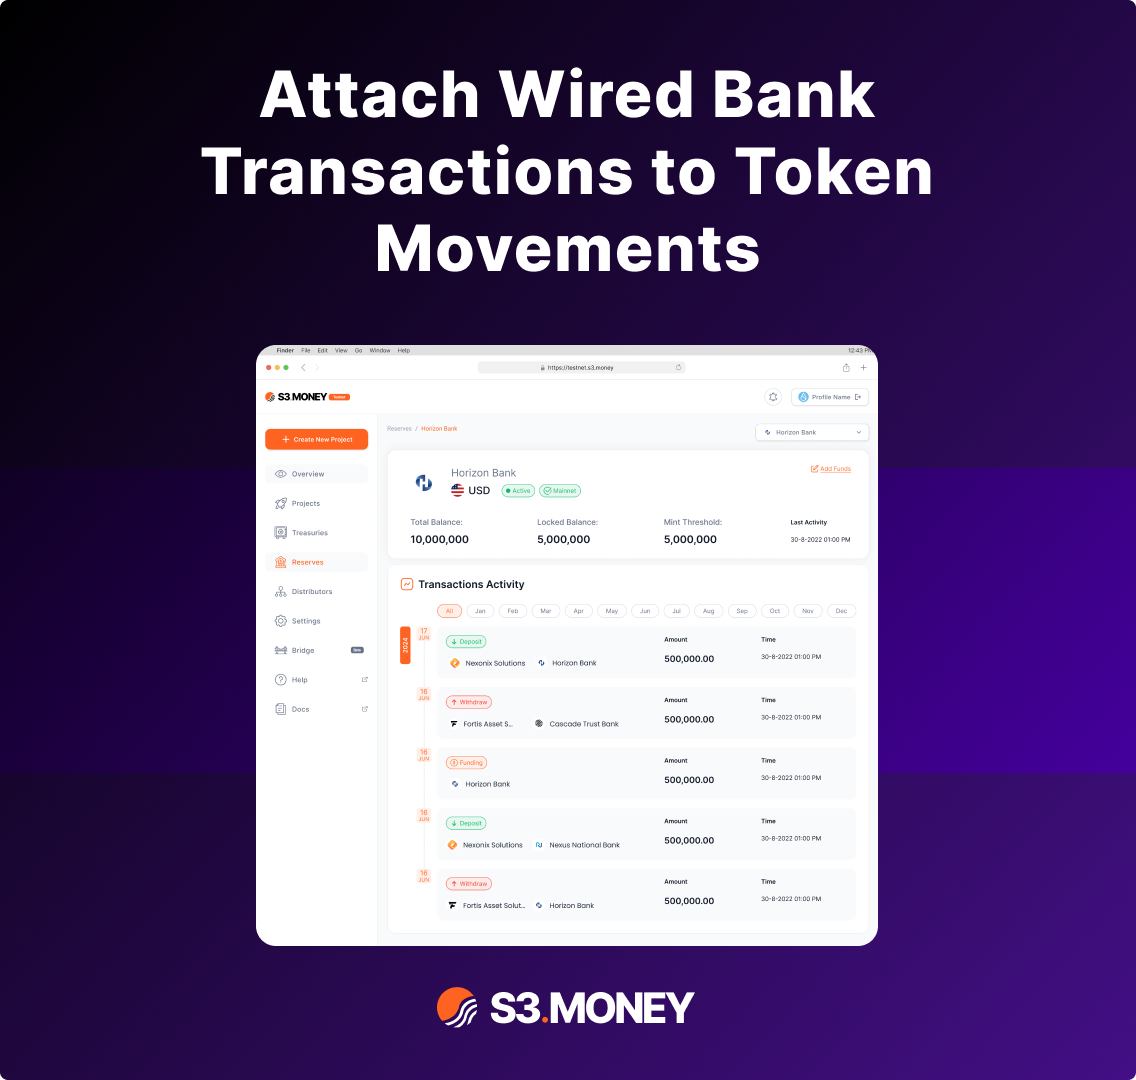 Attach Wired Bank
Transactions to Token
Movements
Finder File Edit View Go Window Help 12:43 PM
https://testnet.s3.money
S3.MONEY Testnet
Profile Name
Create New Project
Reserves / Horizon Bank
Horizon Bank
Overview
Projects
Treasuries
Reserves
Distributors
Settings
Bridge Beta
Help
Docs
Horizon Bank
Add Funds
USD Active Mainnet
Total Balance: Locked Balance: Mint Threshold: Last Activity
10,000,000 5,000,000 5,000,000 30-8-2022 01:00 PM
Transactions Activity
All Jan Feb Mar Apr May Jun Jul Aug Sep Oct Nov Dec
2024
17 JUN
Deposit Amount Time
Nexonix Solutions Horizon Bank 500,000.00 30-8-2022 01:00 PM
16 JUN
Withdraw Amount Time
Fortis Asset S... Cascade Trust Bank 500,000.00 30-8-2022 01:00 PM
16 JUN
Funding Amount Time
Horizon Bank 500,000.00 30-8-2022 01:00 PM
16 JUN
Deposit Amount Time
Nexonix Solutions Nexus National Bank 500,000.00 30-8-2022 01:00 PM
16 JUN
Withdraw Amount Time
Fortis Asset Solut... Horizon Bank 500,000.00 30-8-2022 01:00 PM
S3.MONEY